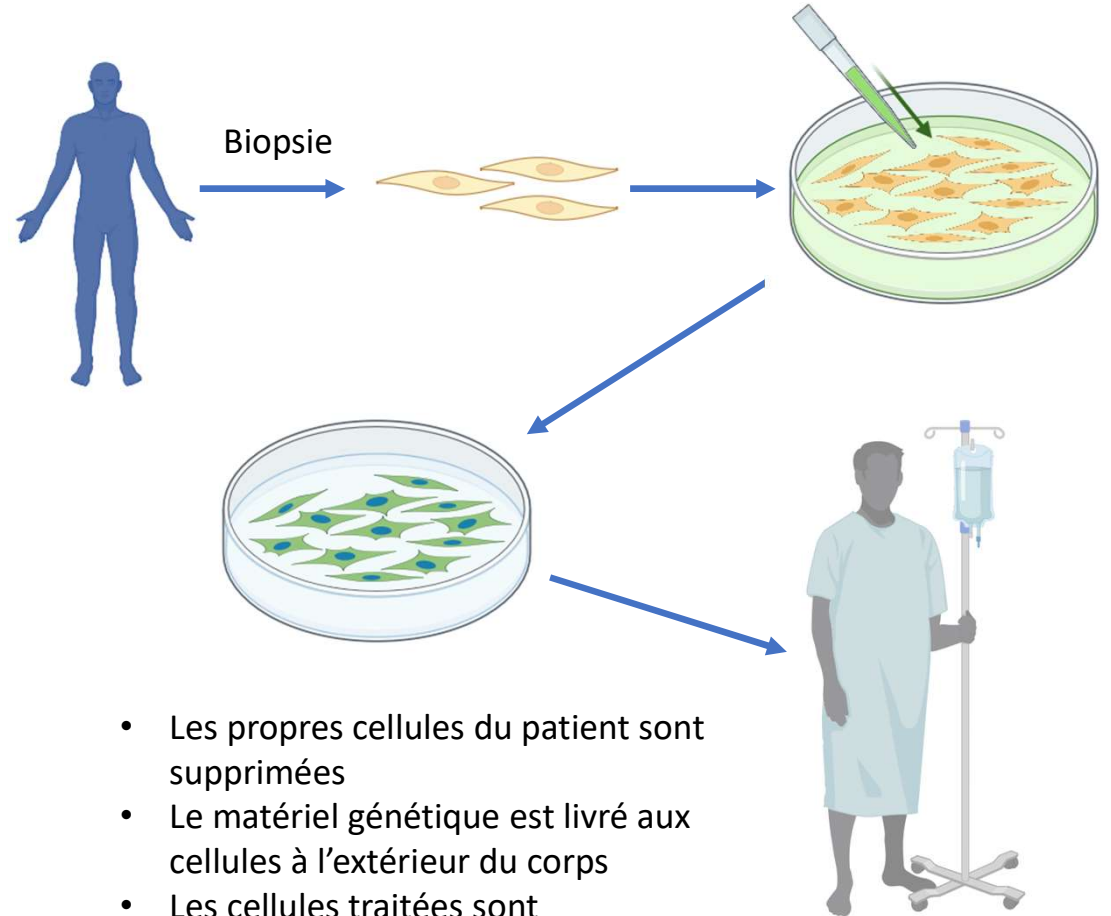 Biopsie
• Les propres cellules du patient sont
supprimées
• Le matériel génétique est livré aux
cellules à l’extérieur du corps
• Les cellules traitées sont